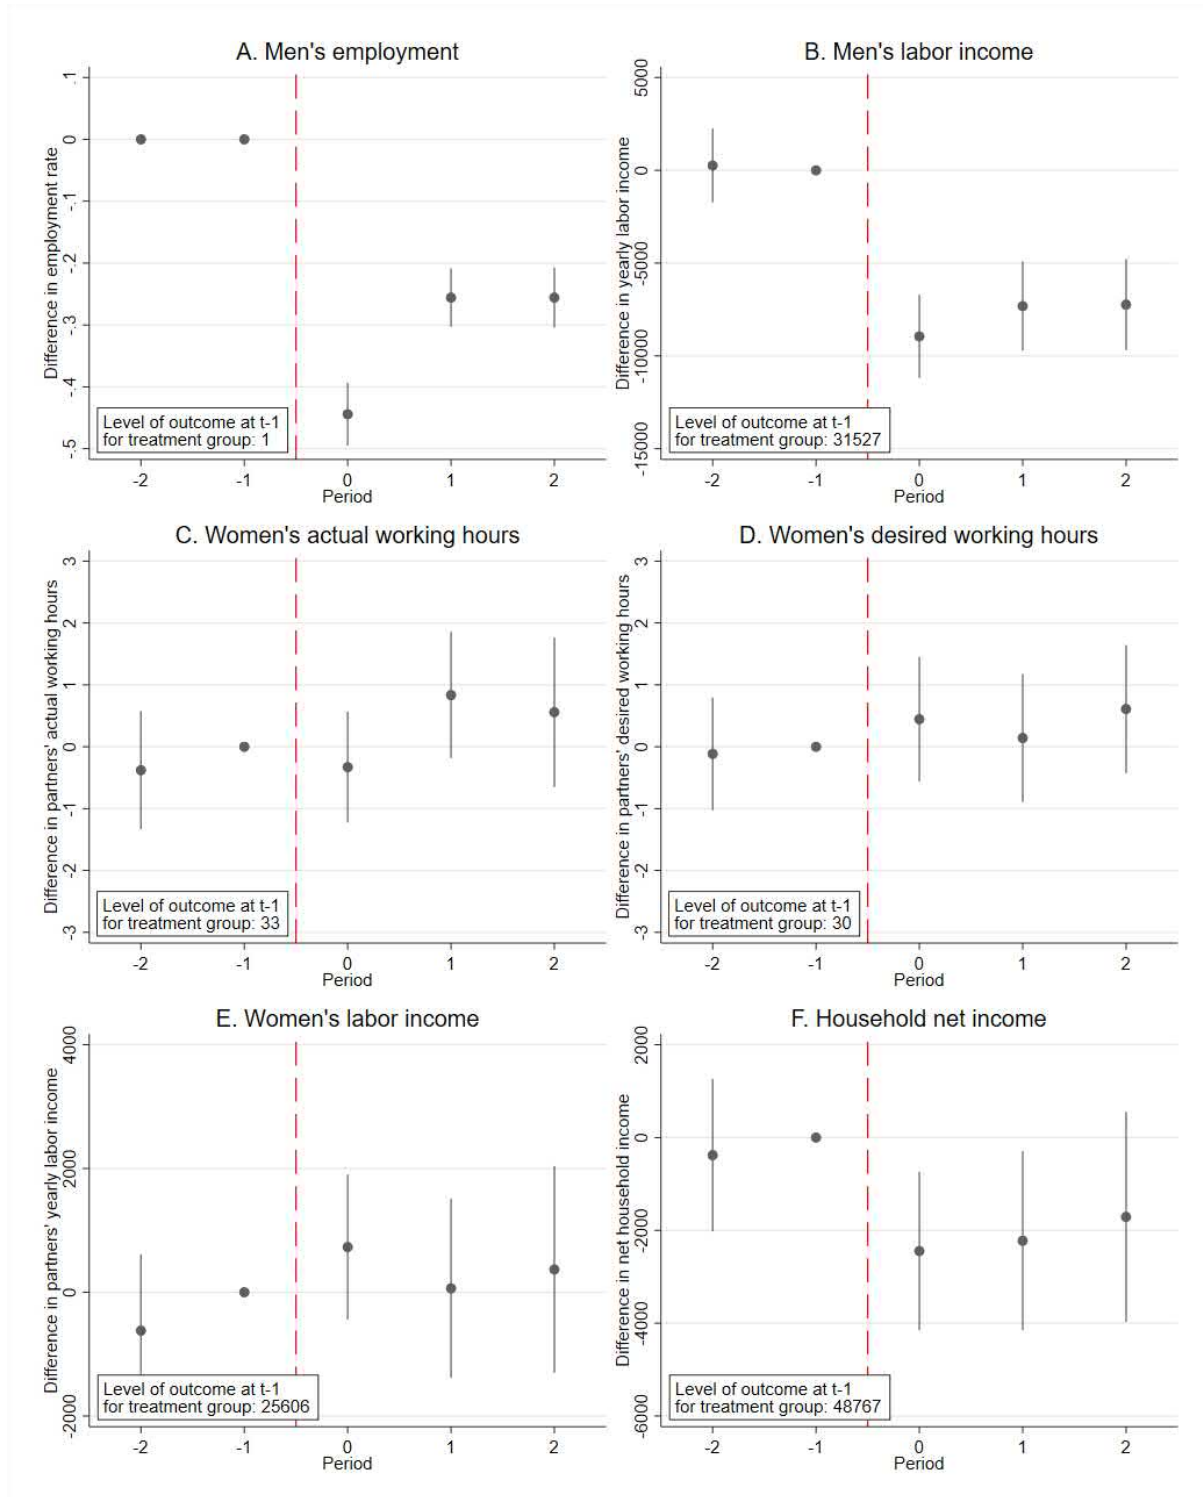 A. Men's employment
Difference in employment rate
.1
0
-.1
-.2
-.3
-.4
-.5
Level of outcome at t-1
for treatment group: 1
-2
-1
0
1
2
Period
B. Men's labor income
Difference in yearly labor income
5000
0
-5000
-10000
-15000
Level of outcome at t-1
for treatment group: 31527
-2
-1
0
1
2
Period
C. Women's actual working hours
Difference in partners' actual working hours
3
2
1
0
-1
-2
-3
Level of outcome at t-1
for treatment group: 33
-2
-1
0
1
2
Period
D. Women's desired working hours
Difference in partners' desired working hours
3
2
1
0
-1
-2
-3
Level of outcome at t-1
for treatment group: 30
-2
-1
0
1
2
Period
E. Women's labor income
Difference in partners' yearly labor income
4000
2000
0
-2000
Level of outcome at t-1
for treatment group: 25606
-2
-1
0
1
2
Period
F. Household net income
Difference in net household income
2000
0
-2000
-4000
-6000
Level of outcome at t-1
for treatment group: 48767
-2
-1
0
1
2
Period